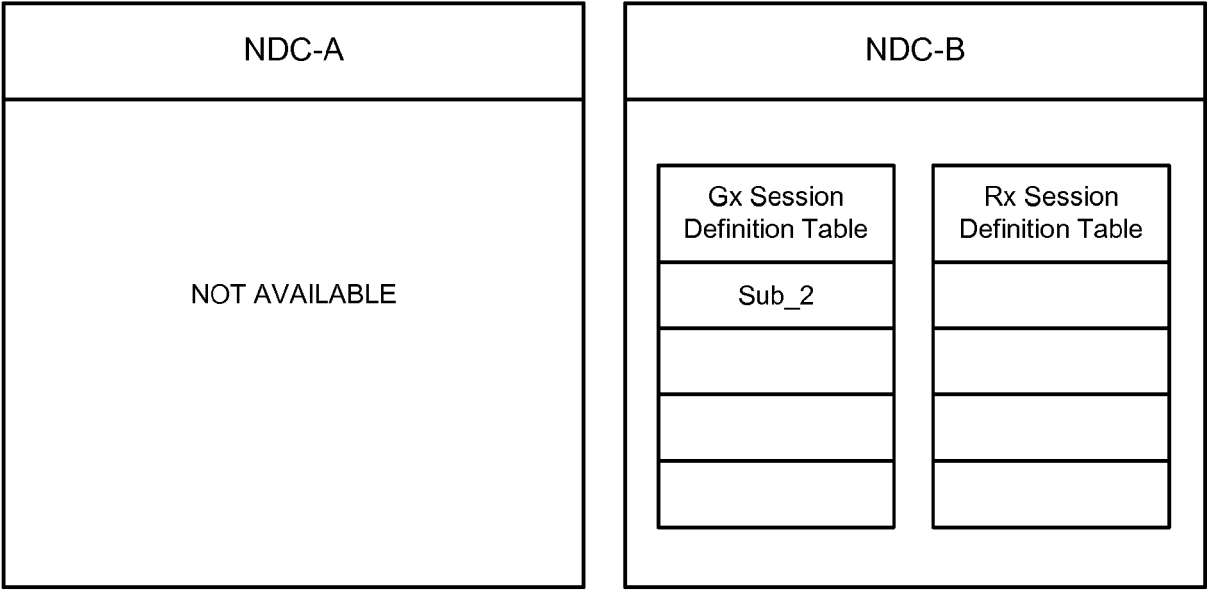 NDC-A
NOT AVAILABLE
NDC-B
Gx Session
Definition Table
Sub_2
Rx Session
Definition Table